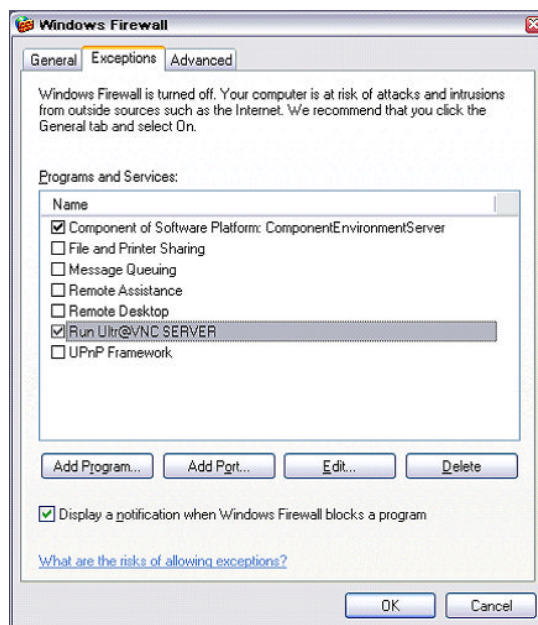 Windows Firewall
General Exceptions Advanced
Windows Firewall is turned off. Your computer is at risk of attacks and intrusions
from outside sources such as the Internet. We recommend that you click the
General tab and select On.
Programs and Services:
Name
Component of Software Platform: ComponentEnvironmentServer
File and Printer Sharing
Message Queuing
Remote Assistance
Remote Desktop
Run Ultr@VNC SERVER
UPnP Framework
Add Program... Add Port... Edit... Delete
Display a notification when Windows Firewall blocks a program
What are the risks of allowing exceptions?
OK Cancel